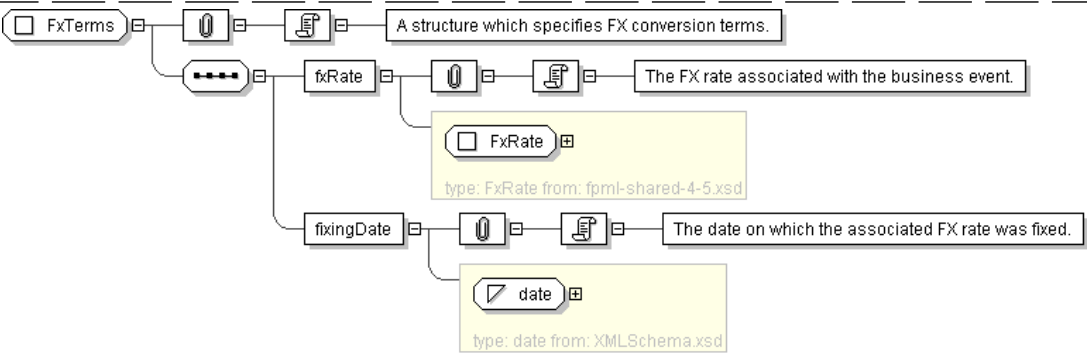 FxTerms
A structure which specifies FX conversion terms.
fxRate
The FX rate associated with the business event.
FxRate
type: FxRate from: fpml-shared-4-5.xsd
fixingDate
The date on which the associated FX rate was fixed.
date
type: date from: XMLSchema.xsd